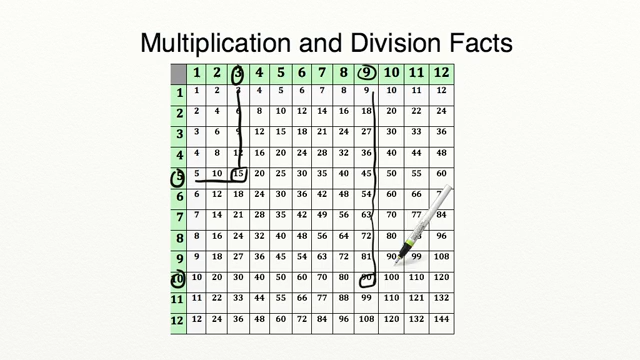 Multiplication and Division Facts
1 2 3 4 5 6 7 8 9 10 11 12
1 1 2 3 4 5 6 7 8 9 10 11 12
2 2 4 6 8 10 12 14 16 18 20 22 24
3 3 6 9 12 15 18 21 24 27 30 33 36
4 4 8 12 16 20 24 28 32 36 40 44 48
5 5 10 15 20 25 30 35 40 45 50 55 60
6 6 12 18 24 30 36 42 48 54 60 66
7 7 14 21 28 35 42 49 56 63 70 77 84
8 8 16 24 32 40 48 56 64 72 80 96
9 9 18 27 36 45 54 63 72 81 90 99 108
10 10 20 30 40 50 60 70 80 90 100 110 120
11 11 22 33 44 55 66 77 88 99 110 121 132
12 12 24 36 48 60 72 84 96 108 120 132 144